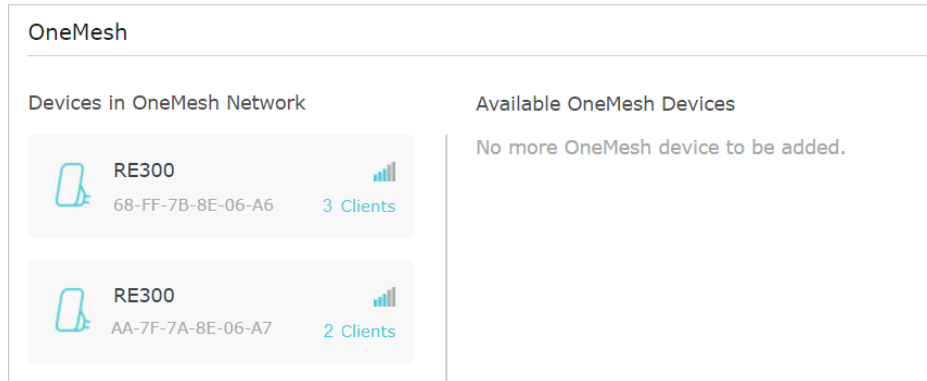 OneMesh
Devices in OneMesh Network
RE300
68-FF-7B-8E-06-A6
3 Clients
RE300
AA-7F-7A-8E-06-A7
2 Clients
Available OneMesh Devices
No more OneMesh device to be added.